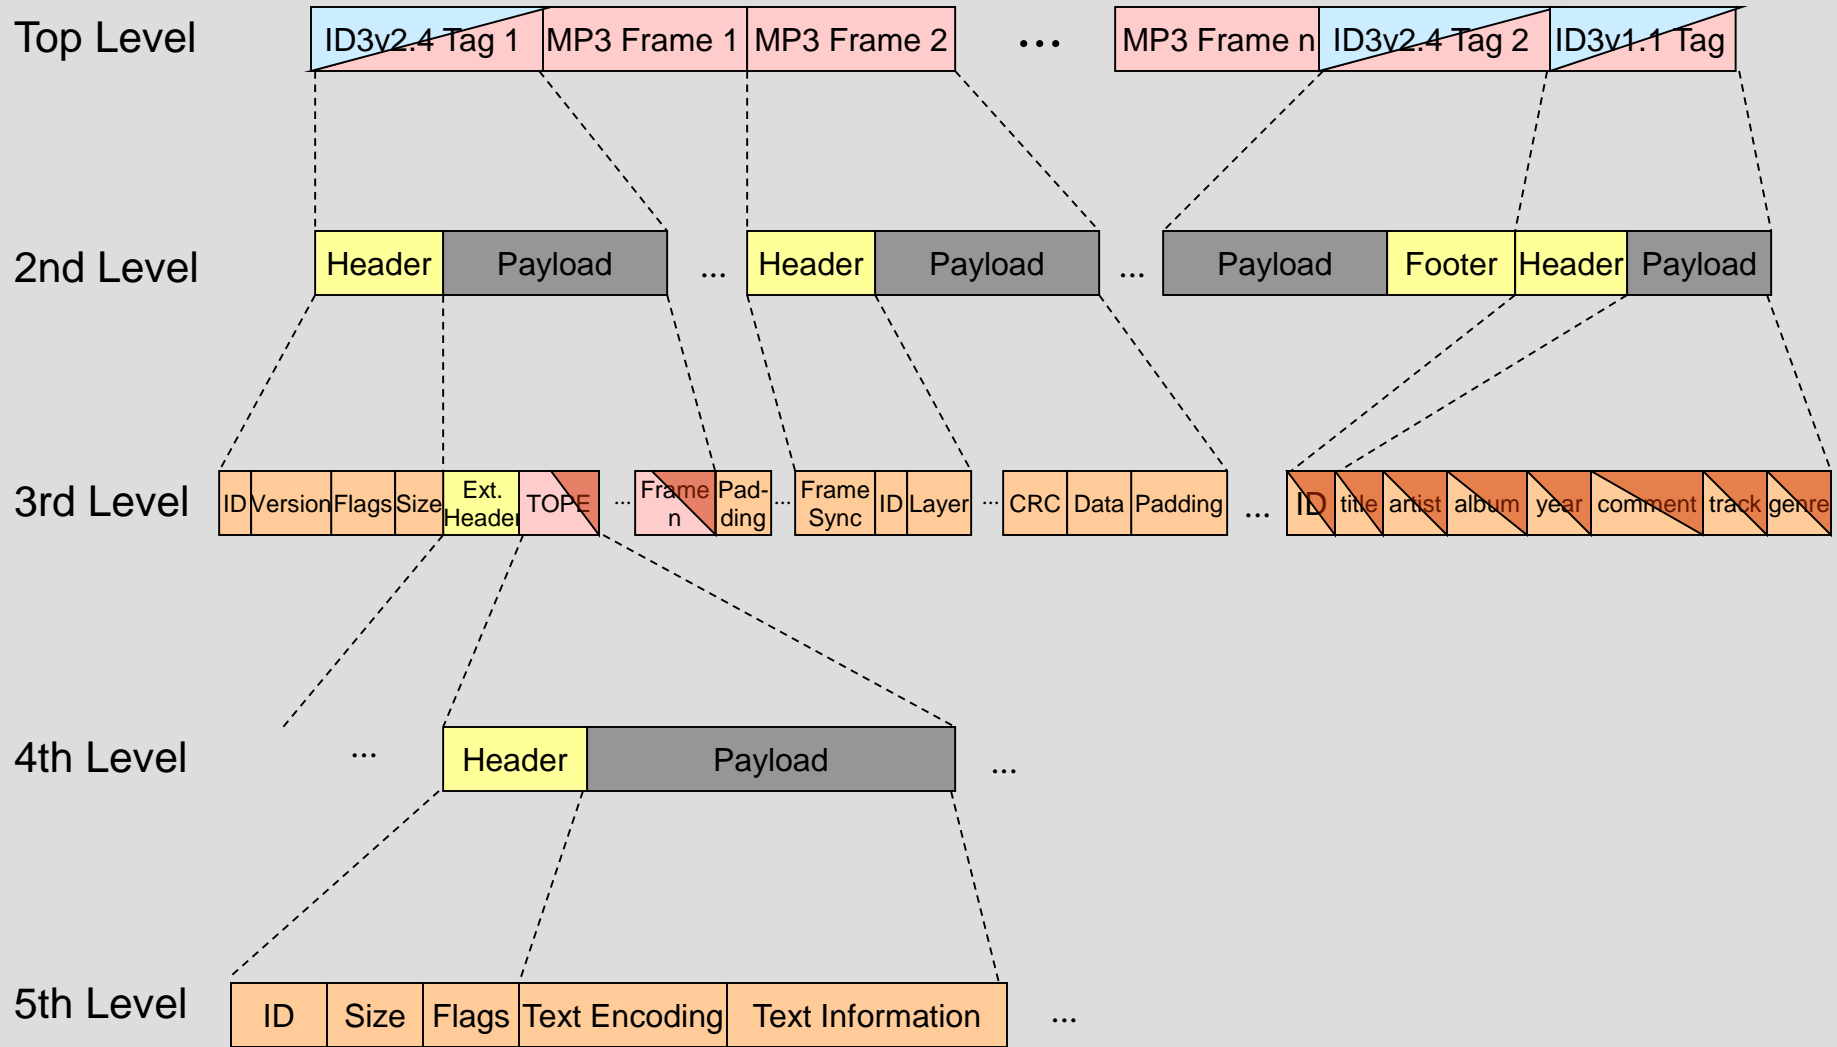 Top Level ID3v2.4 Tag 1 MP3 Frame 1 MP3 Frame 2 ... MP3 Frame n ID3v2.4 Tag 2 ID3v1.1 Tag
2nd Level Header Payload ... Header Payload ... Payload Footer Header Payload
3rd Level ID Version Flags Size Ext. Header TOPE ... Frame n Pad-ding ... Frame Sync ID Layer ... CRC Data Padding ... ID title artist album year comment track genre
4th Level ... Header Payload ...
5th Level ID Size Flags Text Encoding Text Information ...